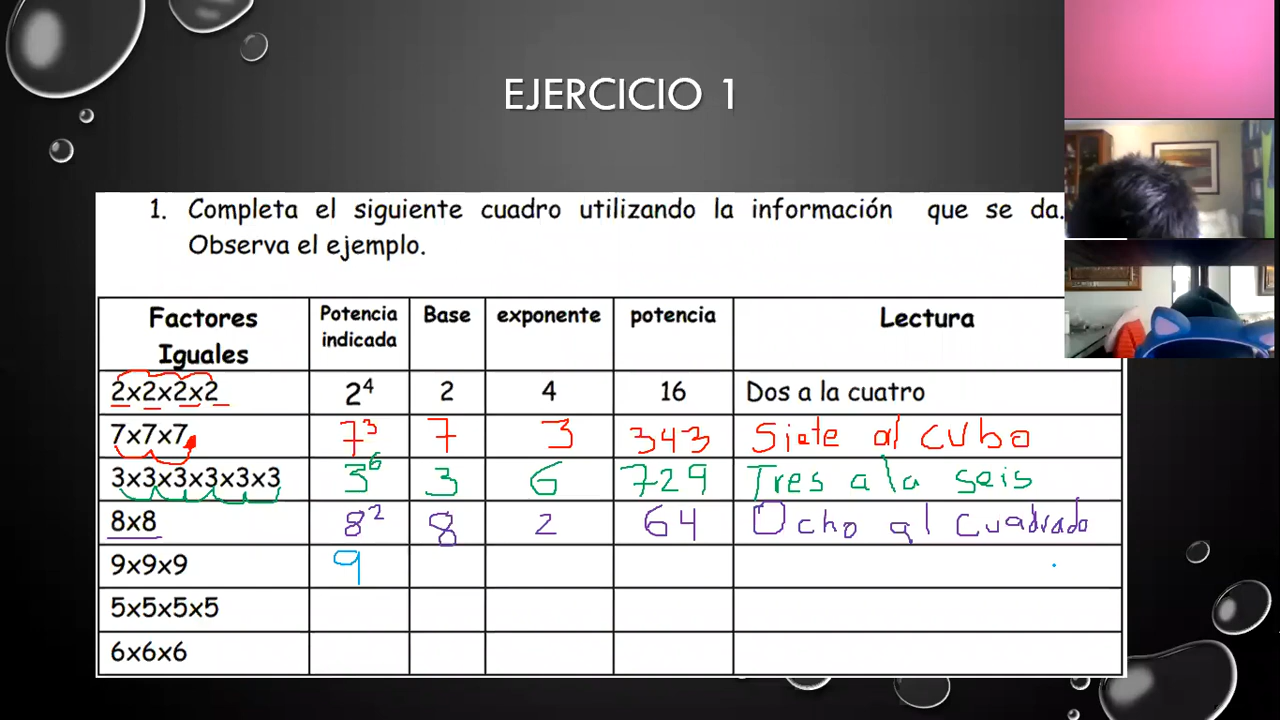 EJERCICIO 1
1. Completa el siguiente cuadro utilizando la información que se da.
Observa el ejemplo.
Factores Iguales Potencia indicada Base exponente potencia Lectura
2x2x2x2 2⁴ 2 4 16 Dos a la cuatro
7x7x7 7³ 7 3 343 Siete al cubo
3x3x3x3x3x3 3⁶ 3 6 729 Tres a la seis
8x8 8² 8 2 64 Ocho al cuadrado
9x9x9 9
5x5x5x5
6x6x6